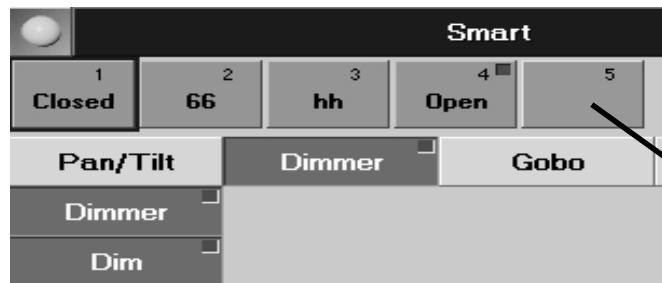 Smart
1 2 3 4 5
Closed 66 hh Open
Pan/Tilt Dimmer Gobo
Dimmer
Dim